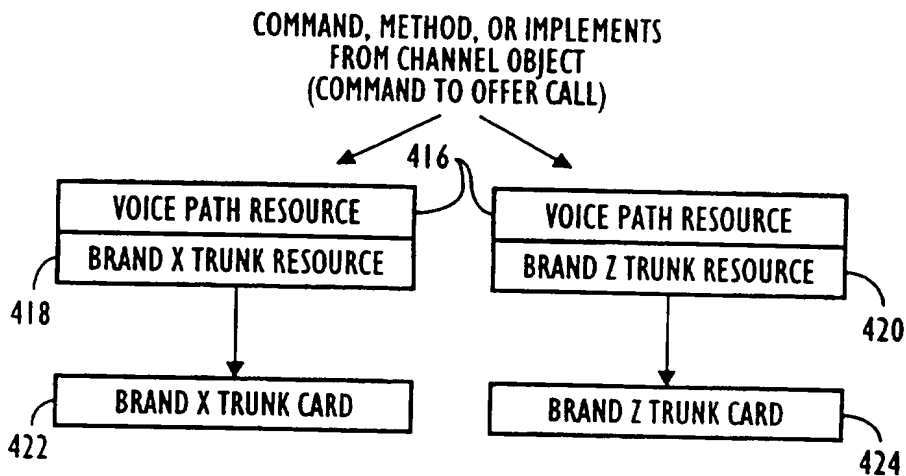 COMMAND, METHOD, OR IMPLEMENTS
FROM CHANNEL OBJECT
(COMMAND TO OFFER CALL)
416
VOICE PATH RESOURCE
VOICE PATH RESOURCE
BRAND X TRUNK RESOURCE
BRAND Z TRUNK RESOURCE
418
420
BRAND X TRUNK CARD
BRAND Z TRUNK CARD
422
424